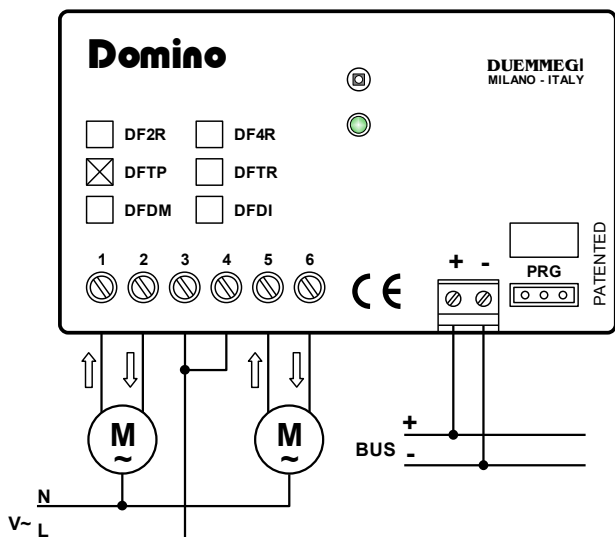 Domino
DUEMMEGI
MILANO - ITALY
DF2R DF4R
DFTP DFTR
DFDM DFDI
1 2 3 4 5 6
CE
+ -
PRG
PATENTED
M
~
M
~
BUS
+
-
N
V~ L